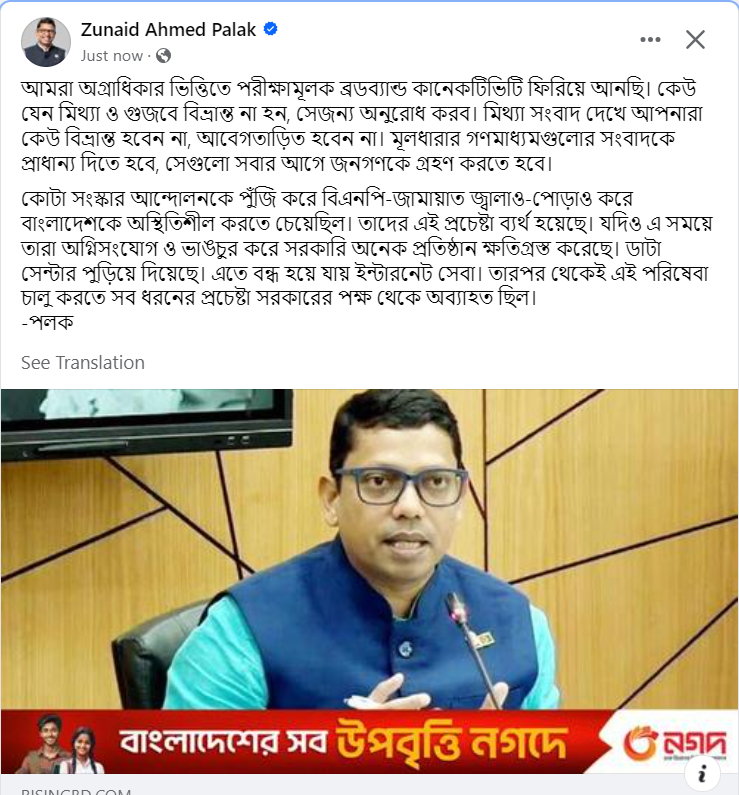 Zunaid Ahmed Palak
Just now ·
আমরা অগ্রাধিকার ভিত্তিতে পরীক্ষামূলক ব্রডব্যান্ড কানেকটিভিটি ফিরিয়ে আনছি। কেউ
যেন মিথ্যা ও গুজবে বিভ্রান্ত না হন, সেজন্য অনুরোধ করব। মিথ্যা সংবাদ দেখে আপনারা
কেউ বিভ্রান্ত হবেন না, আবেগতাড়িত হবেন না। মূলধারার গণমাধ্যমগুলোর সংবাদকে
প্রাধান্য দিতে হবে, সেগুলো সবার আগে জনগণকে গ্রহণ করতে হবে।
কোটা সংস্কার আন্দোলনকে পুঁজি করে বিএনপি-জামায়াত জ্বালাও-পোড়াও করে
বাংলাদেশকে অস্থিতিশীল করতে চেয়েছিল। তাদের এই প্রচেষ্টা ব্যর্থ হয়েছে। যদিও এ সময়ে
তারা অগ্নিসংযোগ ও ভাঙচুর করে সরকারি অনেক প্রতিষ্ঠান ক্ষতিগ্রস্ত করেছে। ডাটা
সেন্টার পুড়িয়ে দিয়েছে। এতে বন্ধ হয়ে যায় ইন্টারনেট সেবা। তারপর থেকেই এই পরিষেবা
চালু করতে সব ধরনের প্রচেষ্টা সরকারের পক্ষ থেকে অব্যাহত ছিল।
-পলক
See Translation
বাংলাদেশের সব উপবৃত্তি নগদে
নগদ
RISINGBD.COM